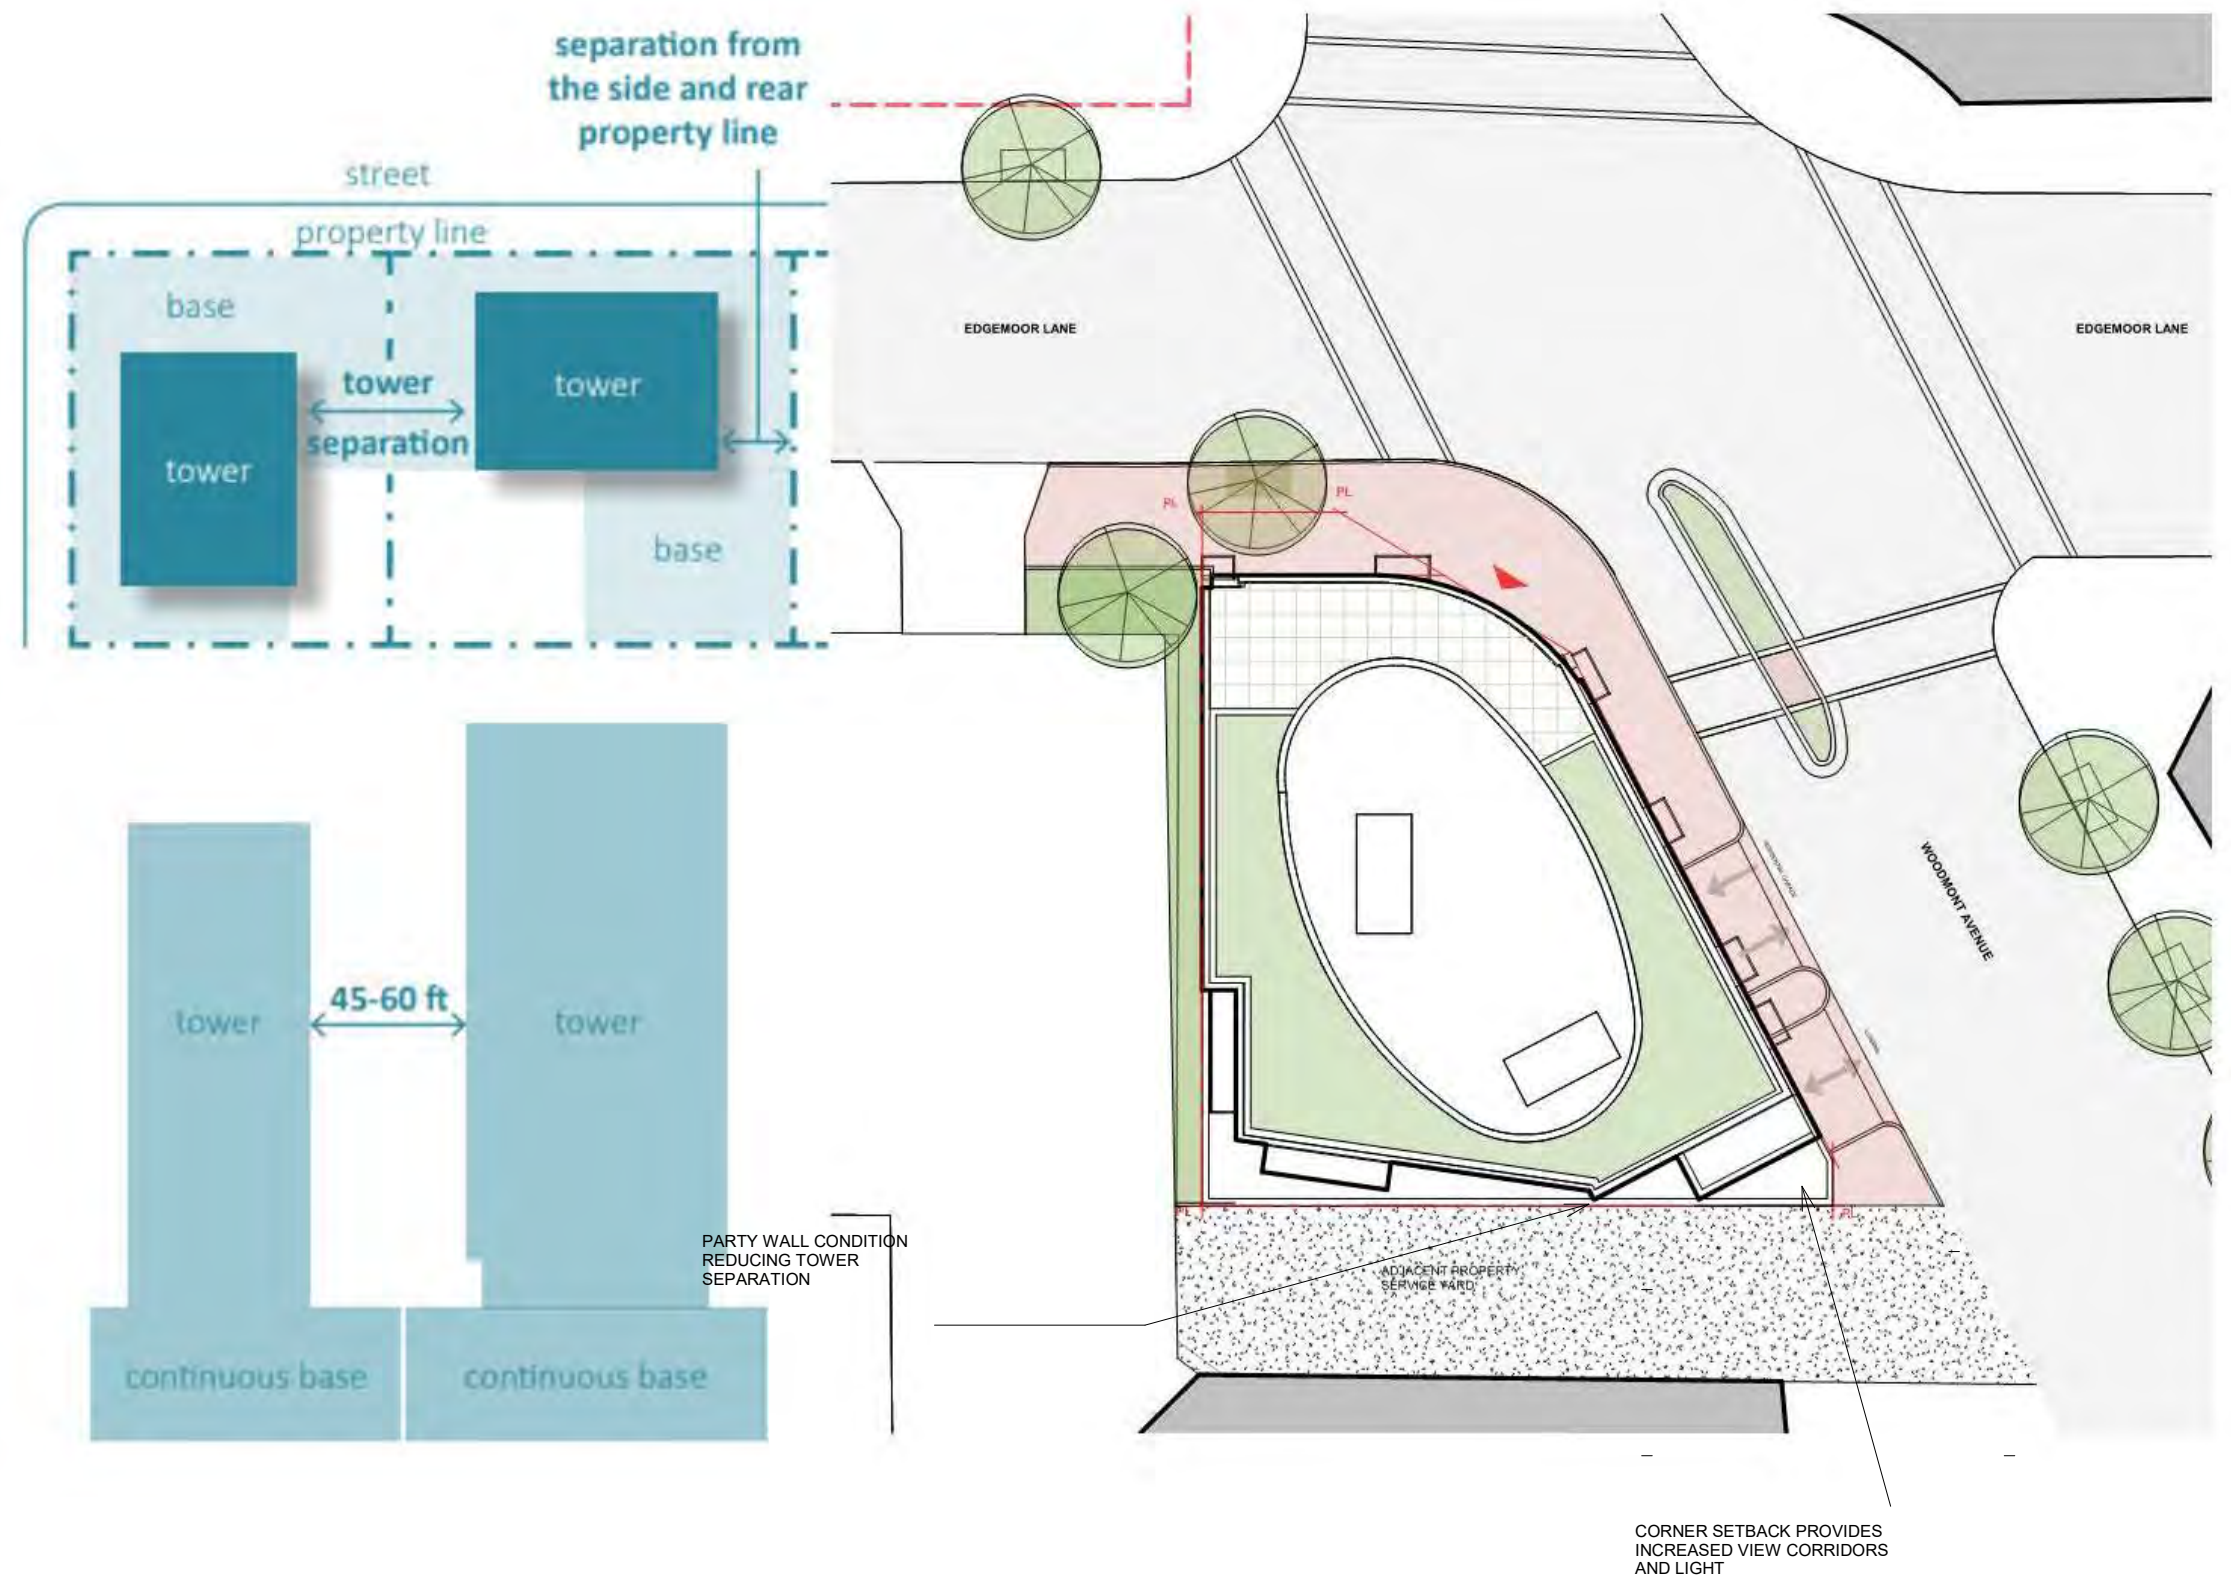 separation from
the side and rear
property line
street
property line
base
tower
tower
separation
tower
tower
base
45-60 ft
tower
tower
continuous base
continuous base
EDGEMOOR LANE
EDGEMOOR LANE
PL
PL
WOODMONT AVENUE
PL
PL
ADJACENT PROPERTY
SERVICE YARD
PARTY WALL CONDITION
REDUCING TOWER
SEPARATION
CORNER SETBACK PROVIDES
INCREASED VIEW CORRIDORS
AND LIGHT